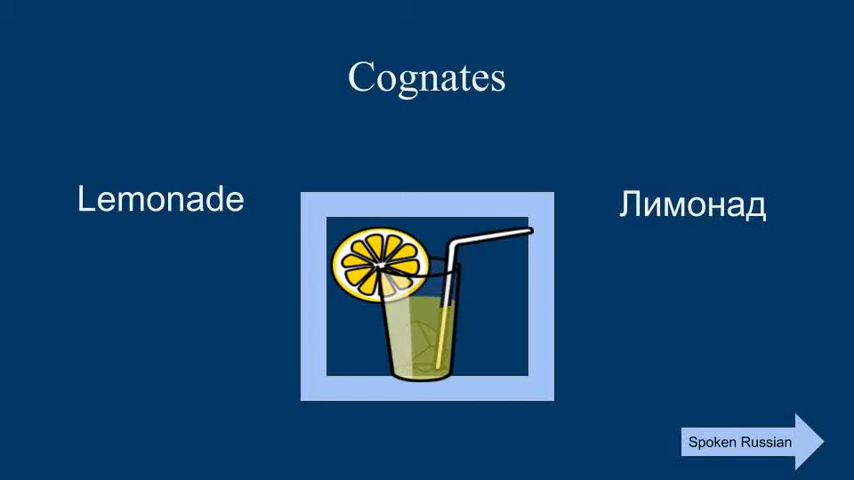 Cognates
Lemonade
Лимонад
Spoken Russian